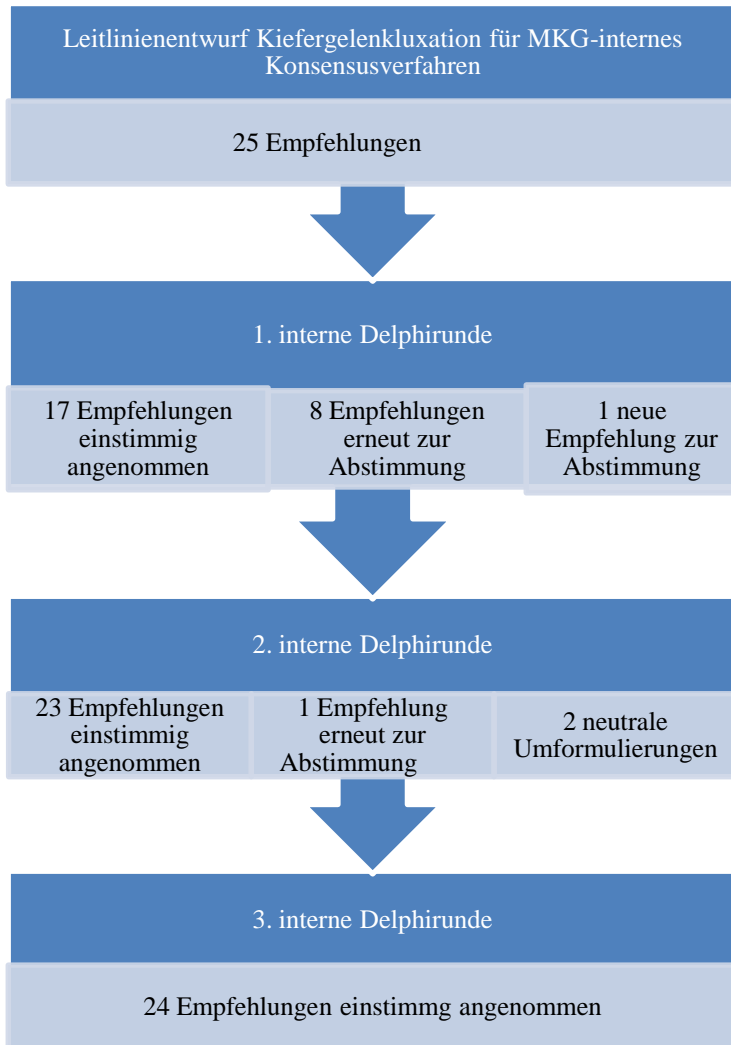 Leitlinienentwurf Kiefergelenkluxation für MKG-internes
Konsensusverfahren
25 Empfehlungen
1. interne Delphirunde
17 Empfehlungen
einstimmig
angenommen
8 Empfehlungen
erneut zur
Abstimmung
1 neue
Empfehlung zur
Abstimmung
2. interne Delphirunde
23 Empfehlungen
einstimmig
angenommen
1 Empfehlung
erneut zur
Abstimmung
2 neutrale
Umformulierungen
3. interne Delphirunde
24 Empfehlungen einstimmg angenommen